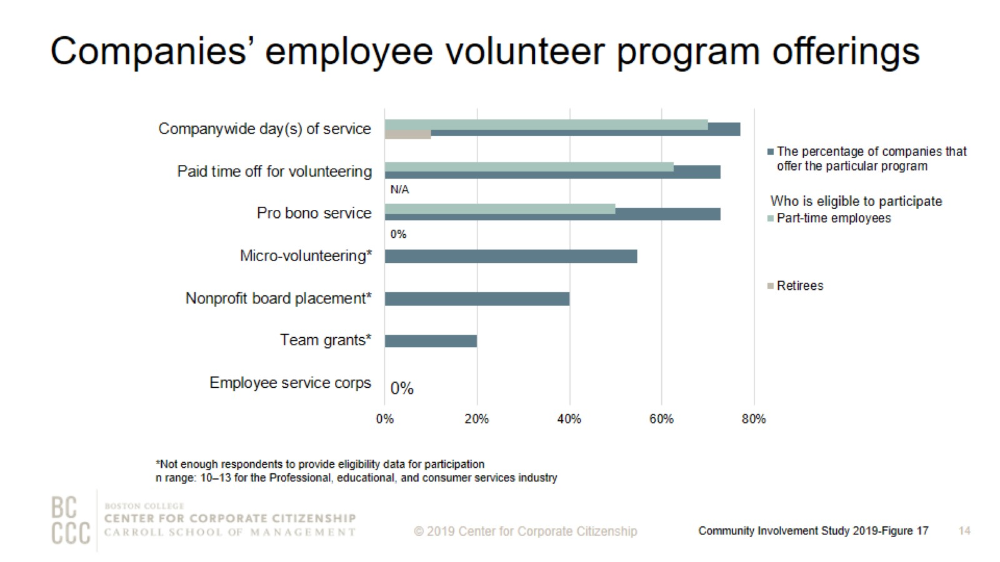 Companies’ employee volunteer program offerings
Companywide day(s) of service
Paid time off for volunteering
N/A
Pro bono service
0%
Micro-volunteering*
Nonprofit board placement*
Team grants*
Employee service corps
0%
0%
20%
40%
60%
80%
The percentage of companies that
offer the particular program
Who is eligible to participate
Part-time employees
Retirees
*Not enough respondents to provide eligibility data for participation
n range: 10–13 for the Professional, educational, and consumer services industry
BC
CCC
BOSTON COLLEGE
CENTER FOR CORPORATE CITIZENSHIP
CARROLL SCHOOL OF MANAGEMENT
© 2019 Center for Corporate Citizenship
Community Involvement Study 2019-Figure 17
14